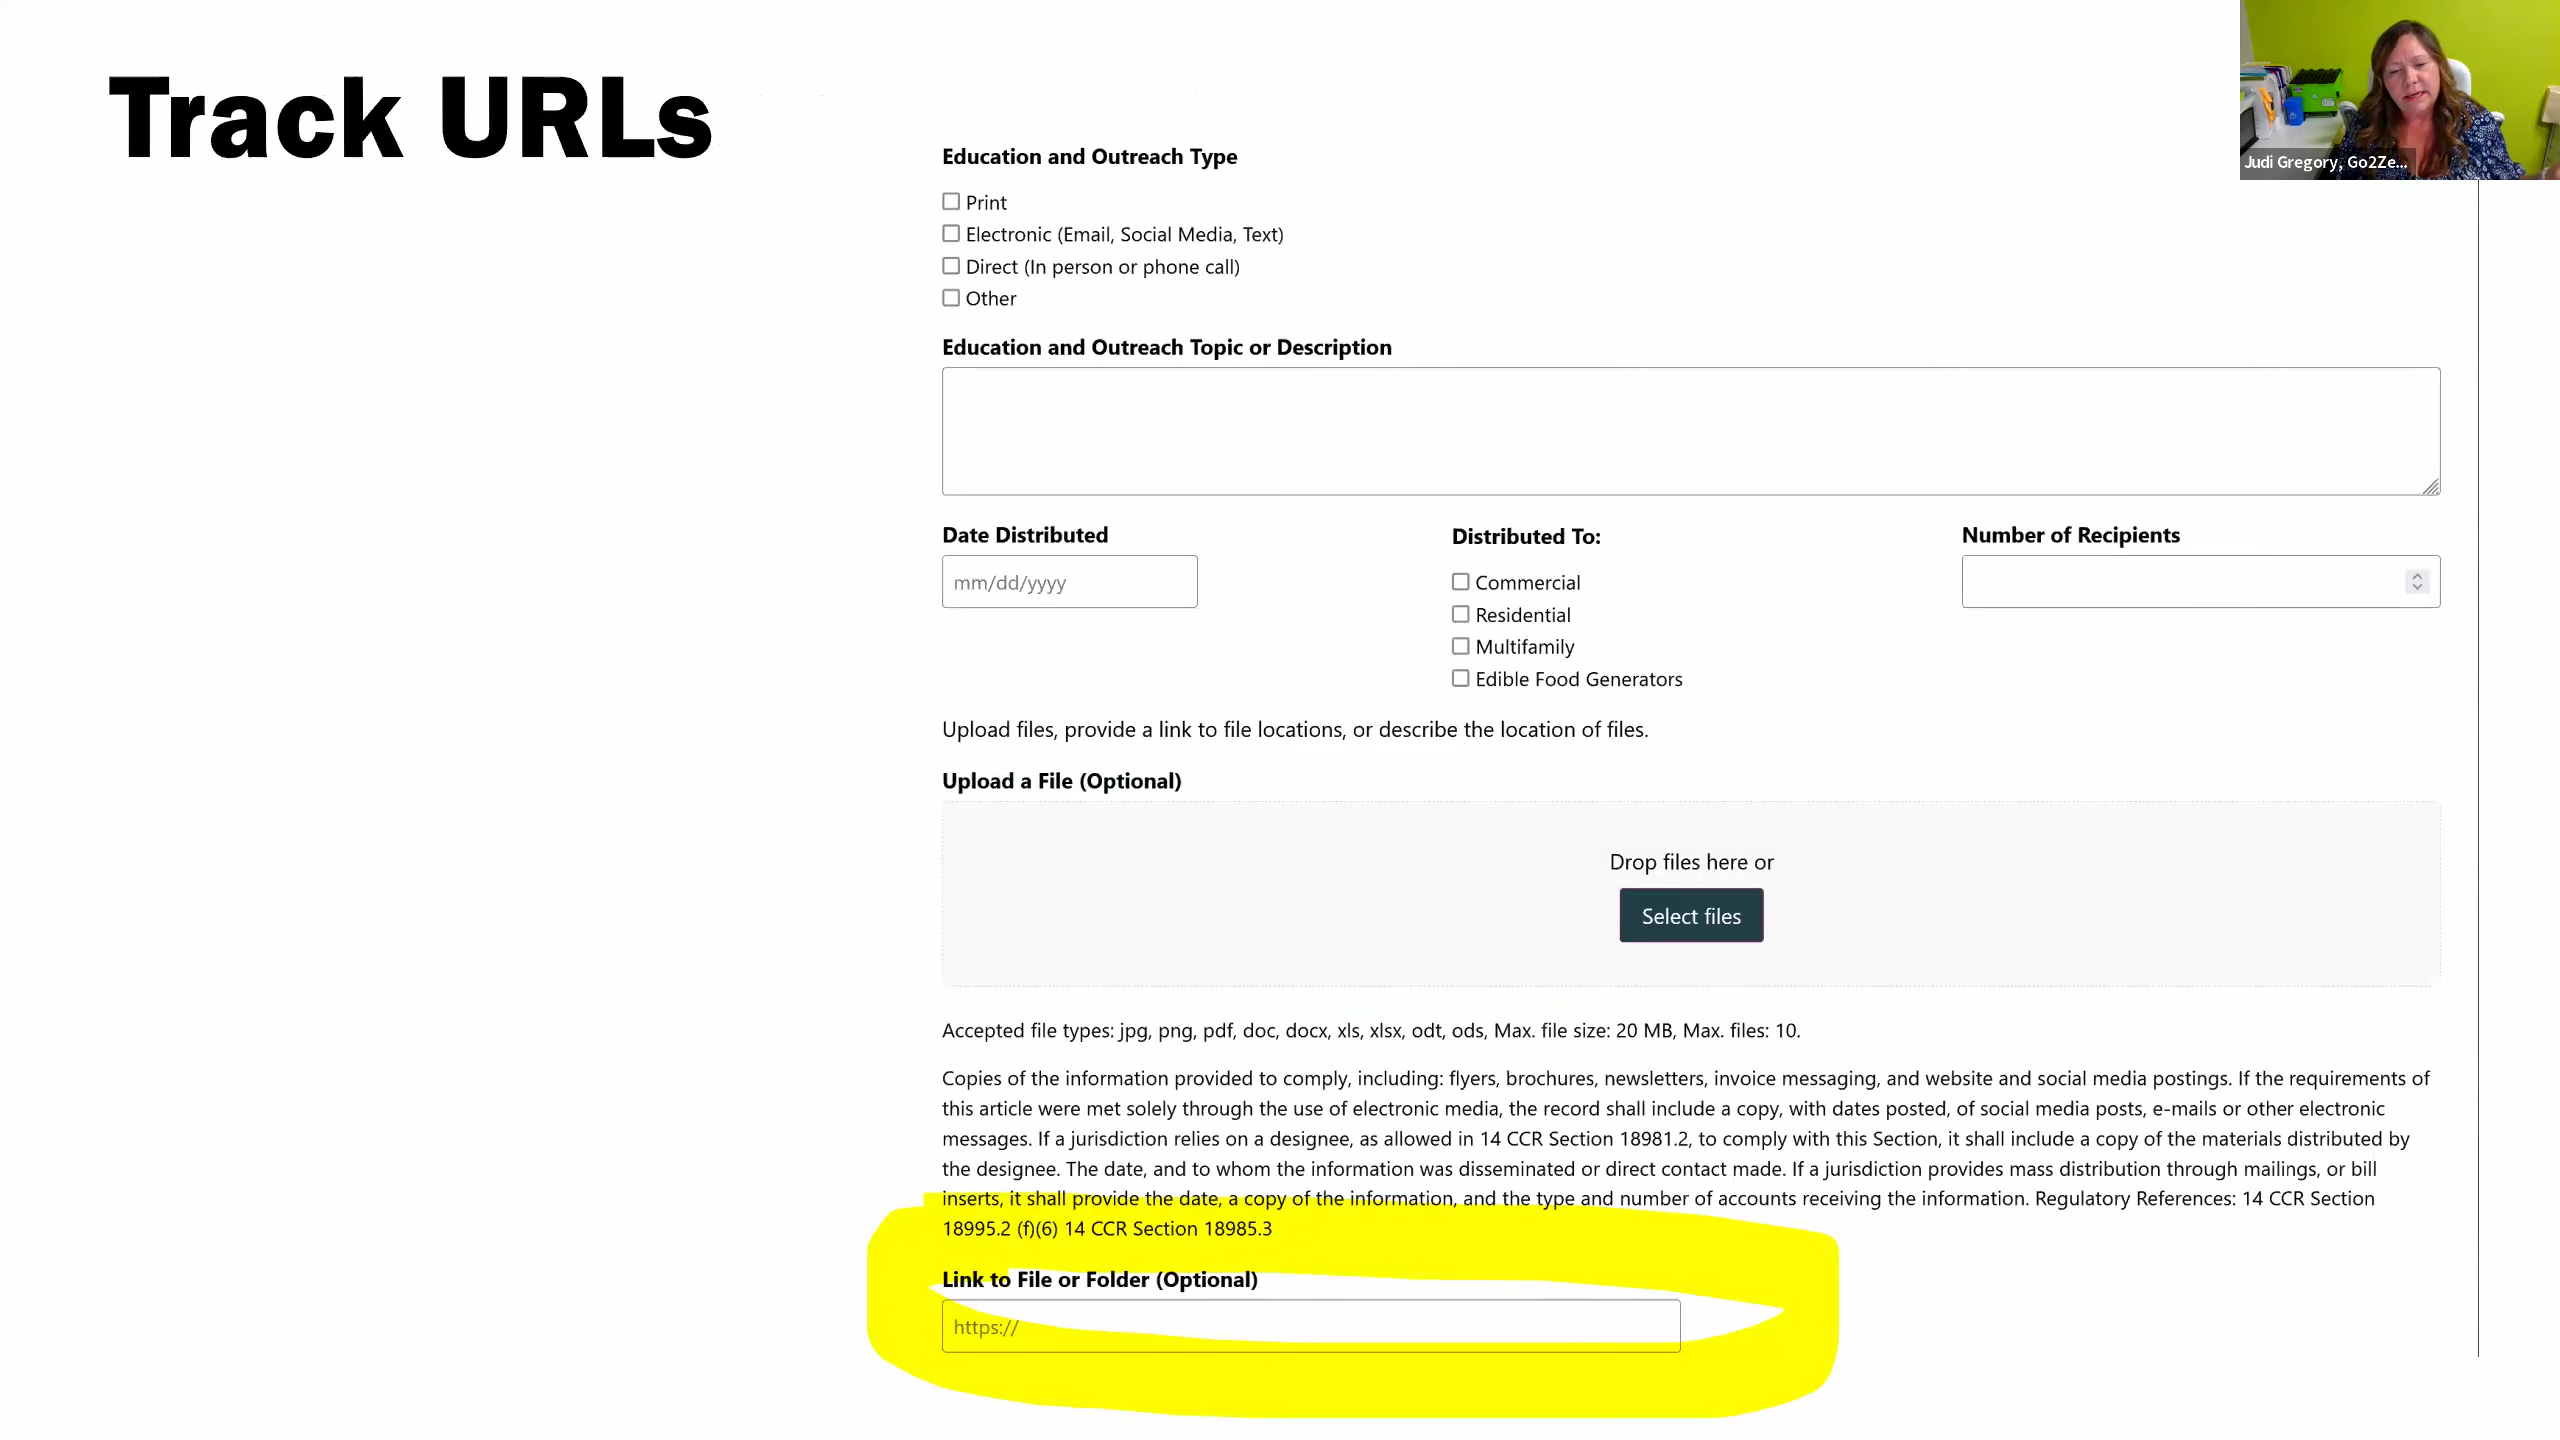 Track URLs
Judi Gregory, Go2Ze...
Education and Outreach Type
Print
Electronic (Email, Social Media, Text)
Direct (In person or phone call)
Other
Education and Outreach Topic or Description
Date Distributed
mm/dd/yyyy
Distributed To:
Commercial
Residential
Multifamily
Edible Food Generators
Number of Recipients
Upload files, provide a link to file locations, or describe the location of files.
Upload a File (Optional)
Drop files here or
Select files
Accepted file types: jpg, png, pdf, doc, docx, xls, xlsx, odt, ods, Max. file size: 20 MB, Max. files: 10.
Copies of the information provided to comply, including: flyers, brochures, newsletters, invoice messaging, and website and social media postings. If the requirements of
this article were met solely through the use of electronic media, the record shall include a copy, with dates posted, of social media posts, e-mails or other electronic
messages. If a jurisdiction relies on a designee, as allowed in 14 CCR Section 18981.2, to comply with this Section, it shall include a copy of the materials distributed by
the designee. The date, and to whom the information was disseminated or direct contact made. If a jurisdiction provides mass distribution through mailings, or bill
inserts, it shall provide the date, a copy of the information, and the type and number of accounts receiving the information. Regulatory References: 14 CCR Section
18995.2 (f)(6) 14 CCR Section 18985.3
Link to File or Folder (Optional)
https://